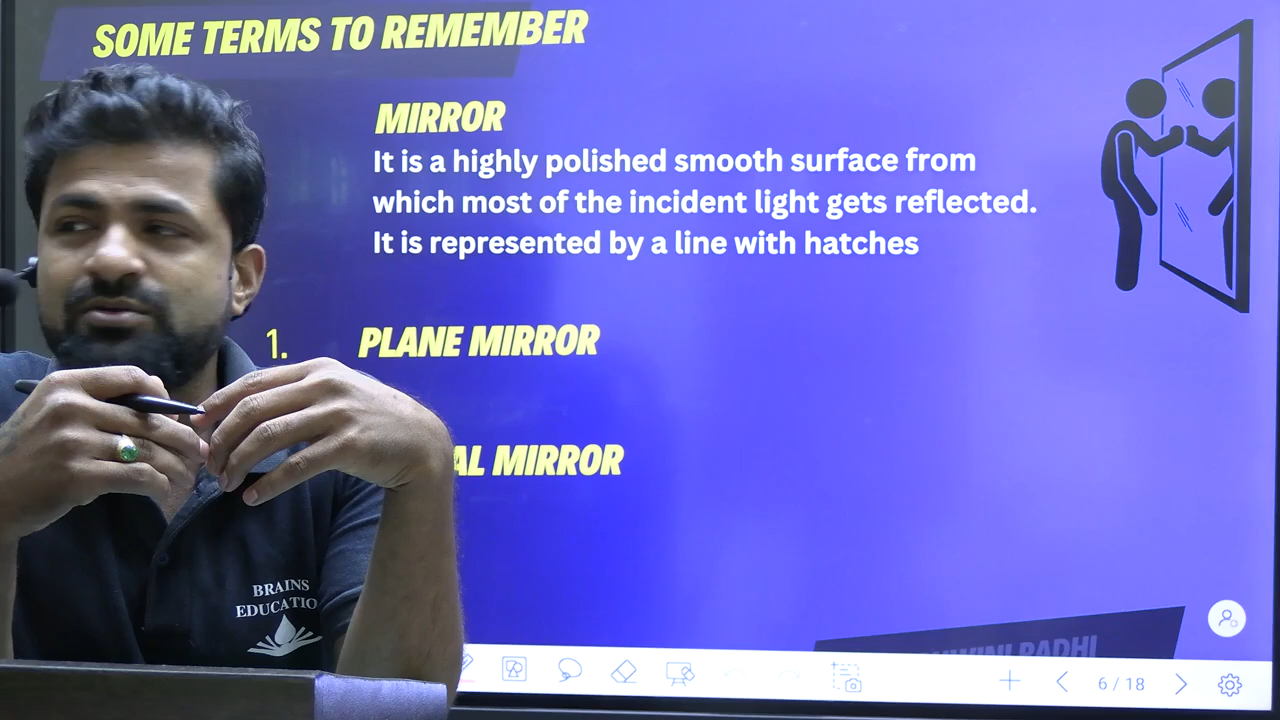 SOME TERMS TO REMEMBER
MIRROR
It is a highly polished smooth surface from
which most of the incident light gets reflected.
It is represented by a line with hatches
1. PLANE MIRROR
MIRROR
BRAINS
EDUCATIO
PADHI
6 / 18